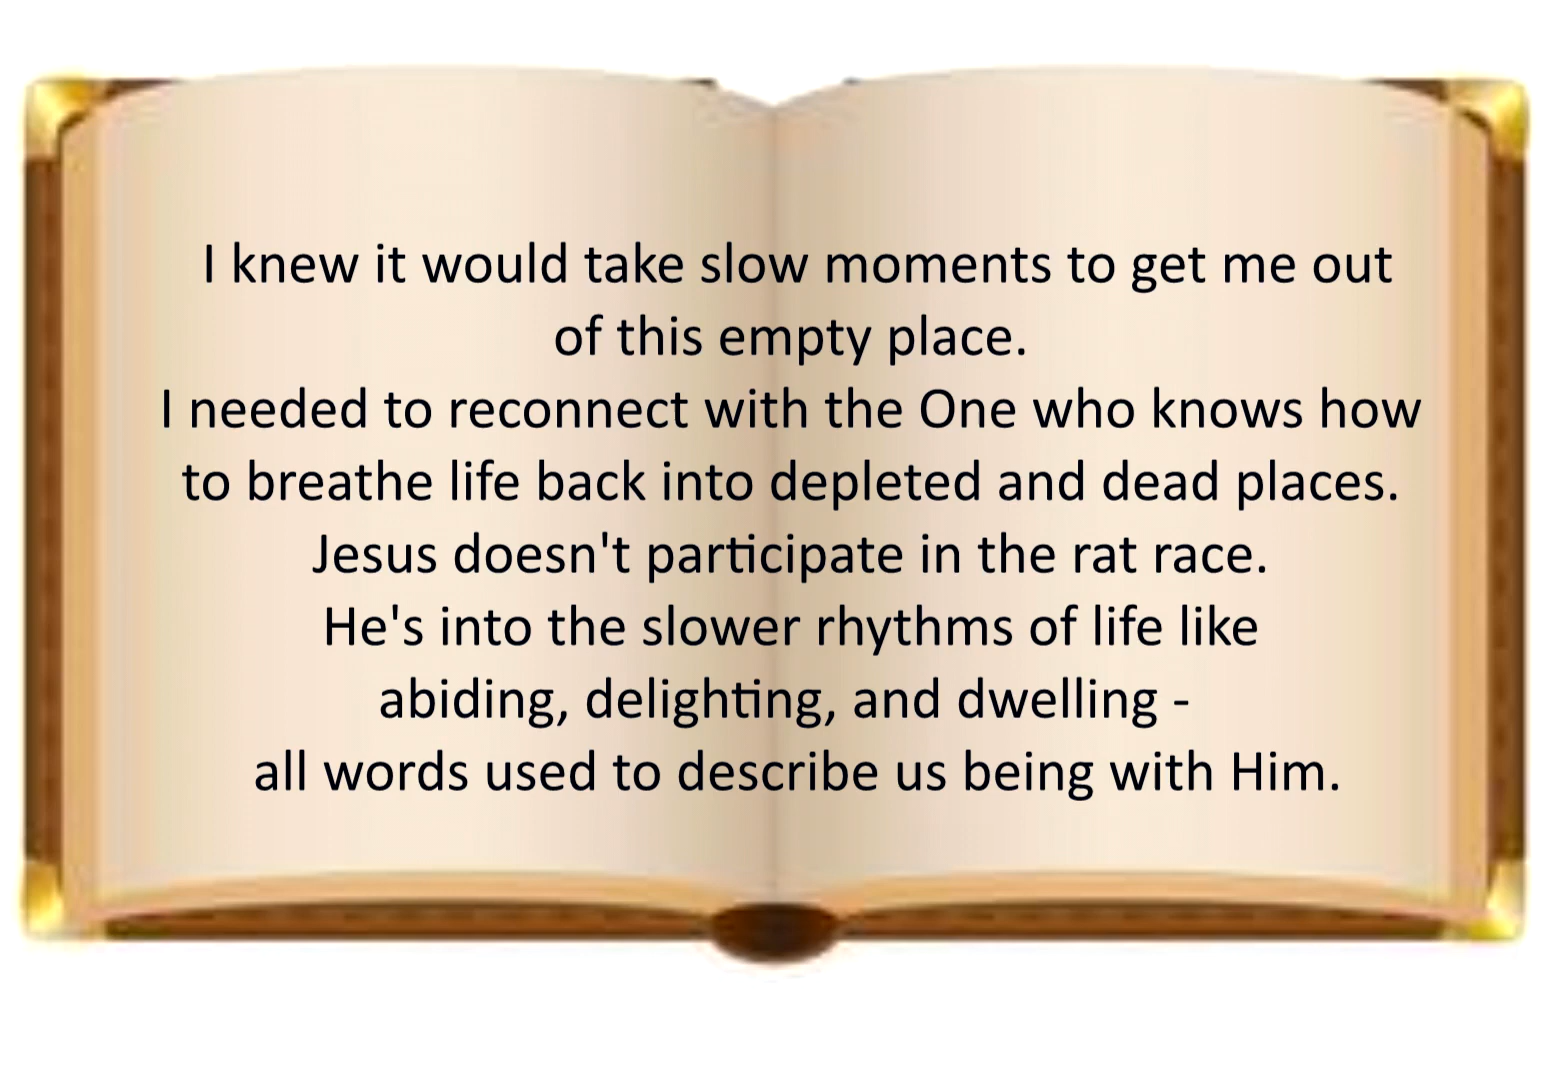 I knew it would take slow moments to get me out
of this empty place.
I needed to reconnect with the One who knows how
to breathe life back into depleted and dead places.
Jesus doesn't participate in the rat race.
He's into the slower rhythms of life like
abiding, delighting, and dwelling -
all words used to describe us being with Him.